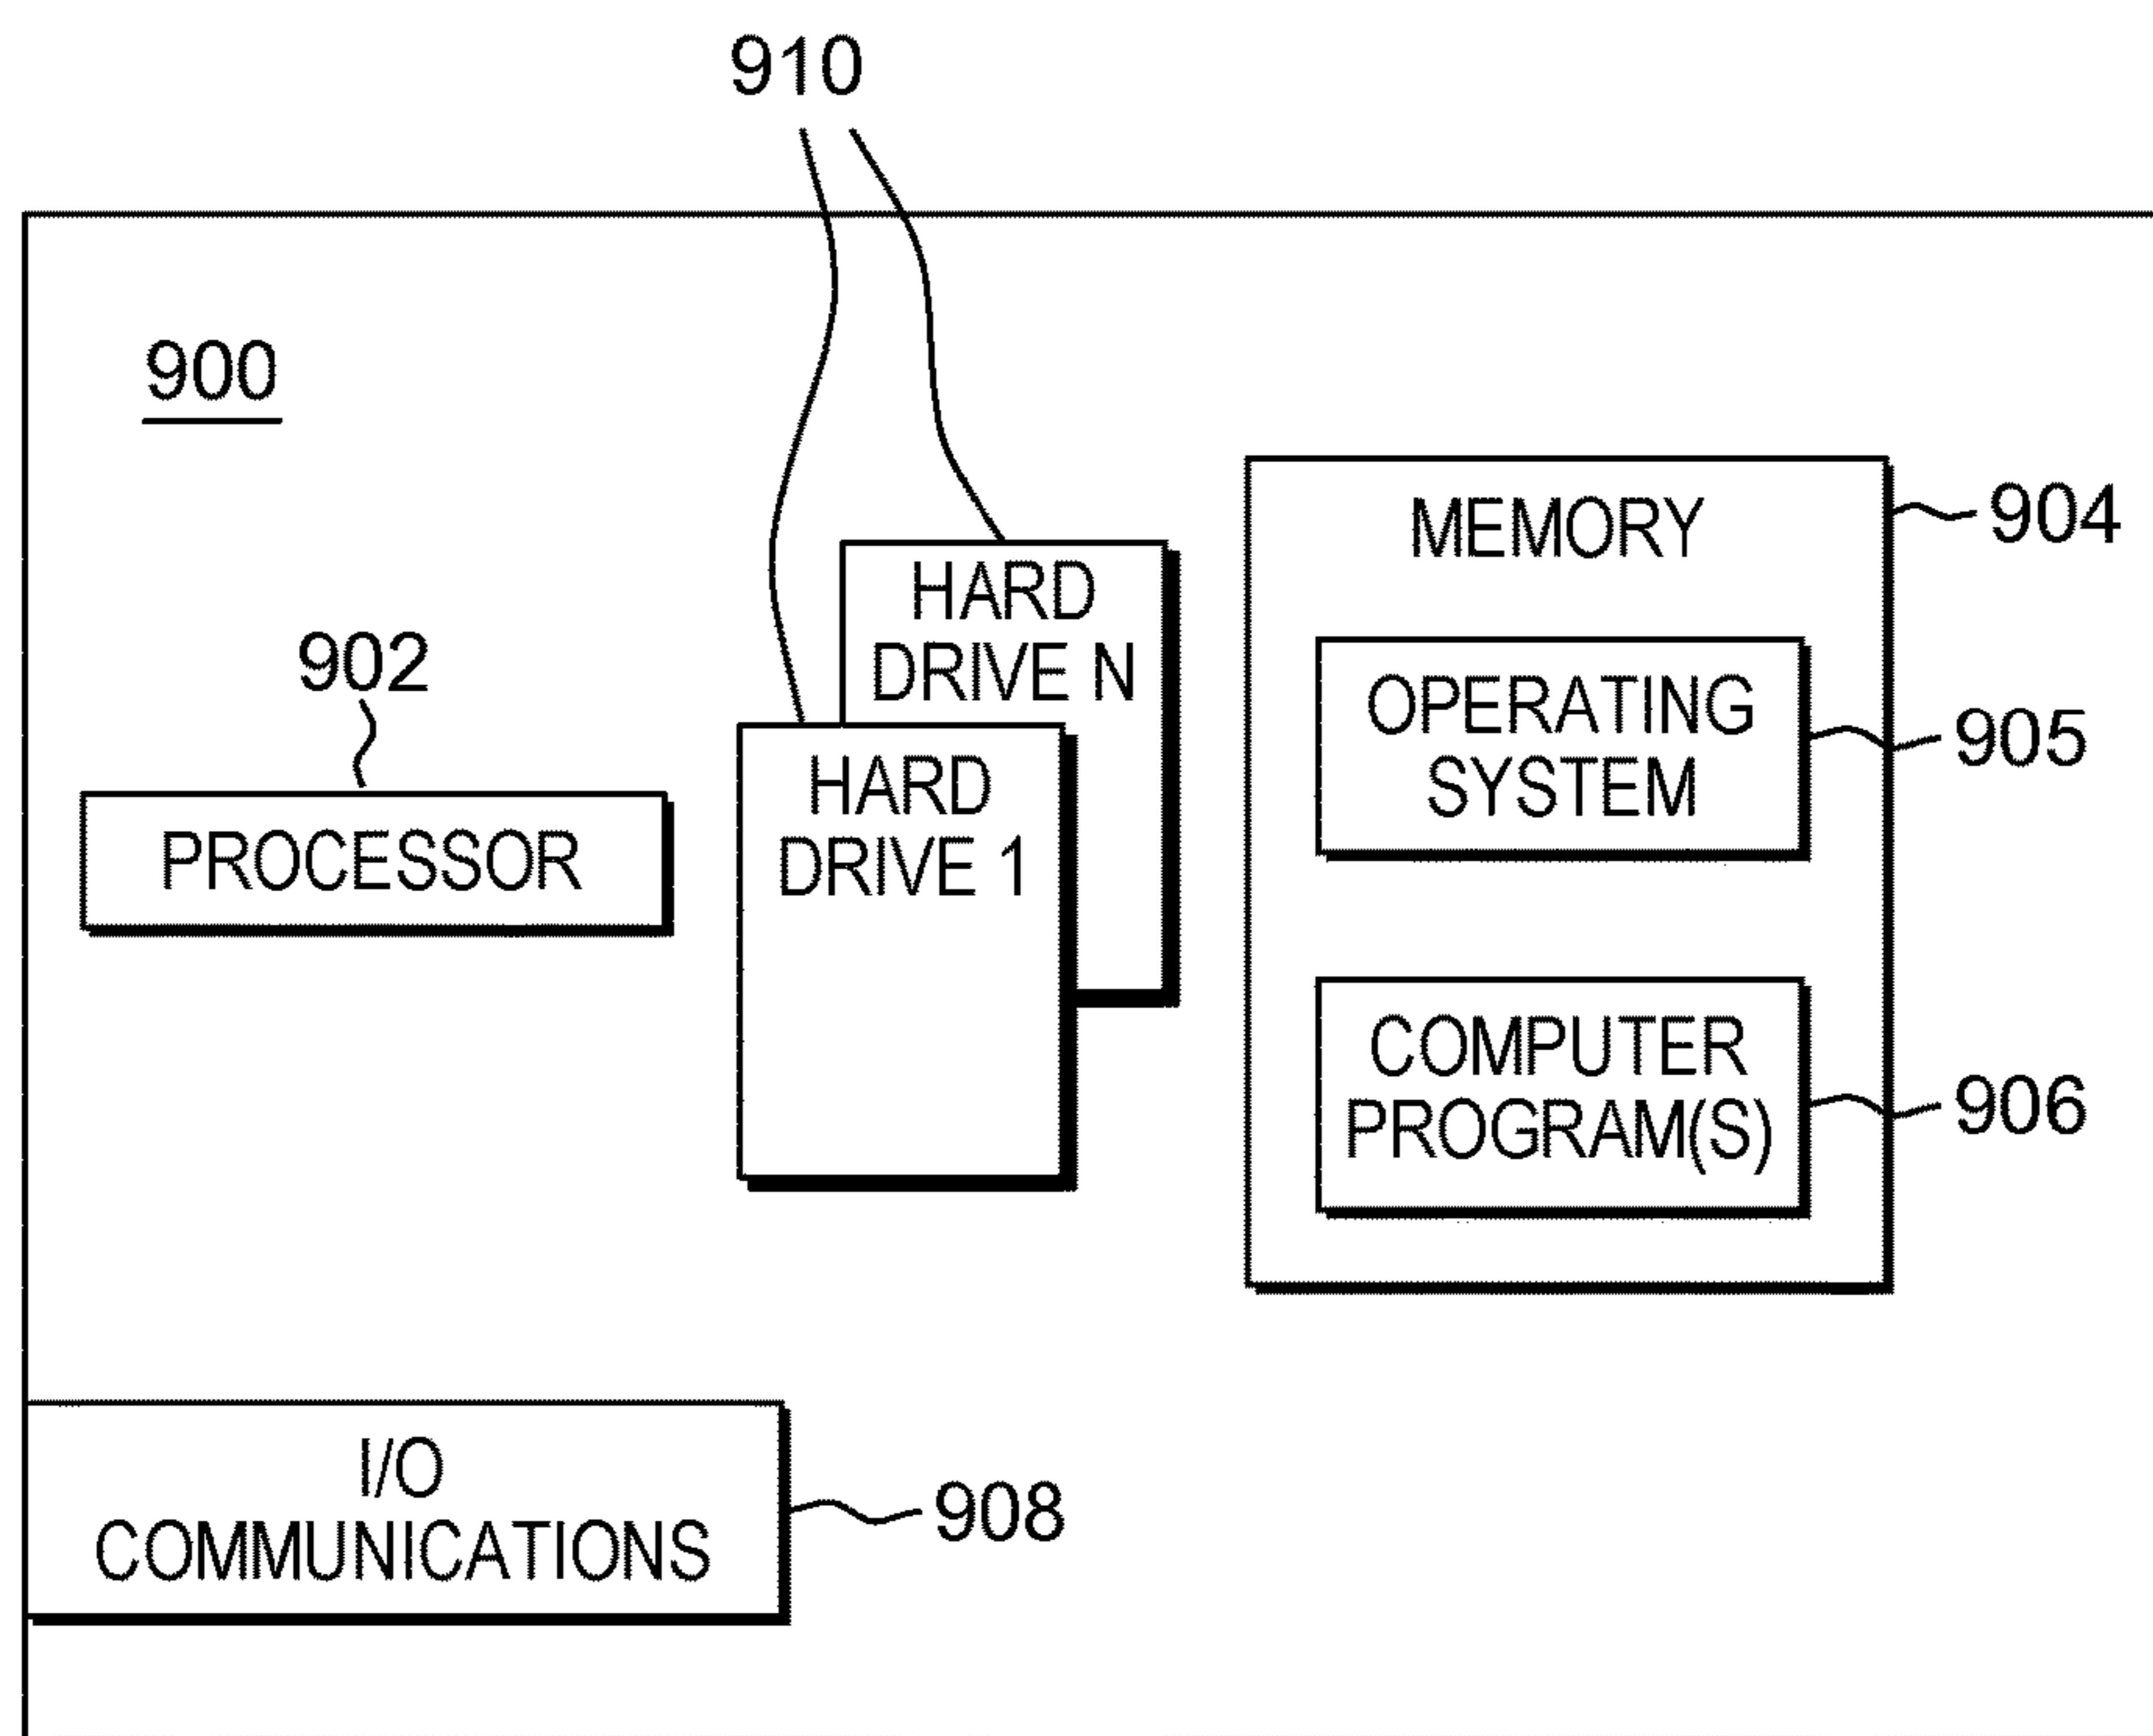 910
900
MEMORY
904
HARD
DRIVE N
902
OPERATING
SYSTEM
905
HARD
DRIVE 1
PROCESSOR
COMPUTER
PROGRAM(S)
906
I/O
COMMUNICATIONS
908